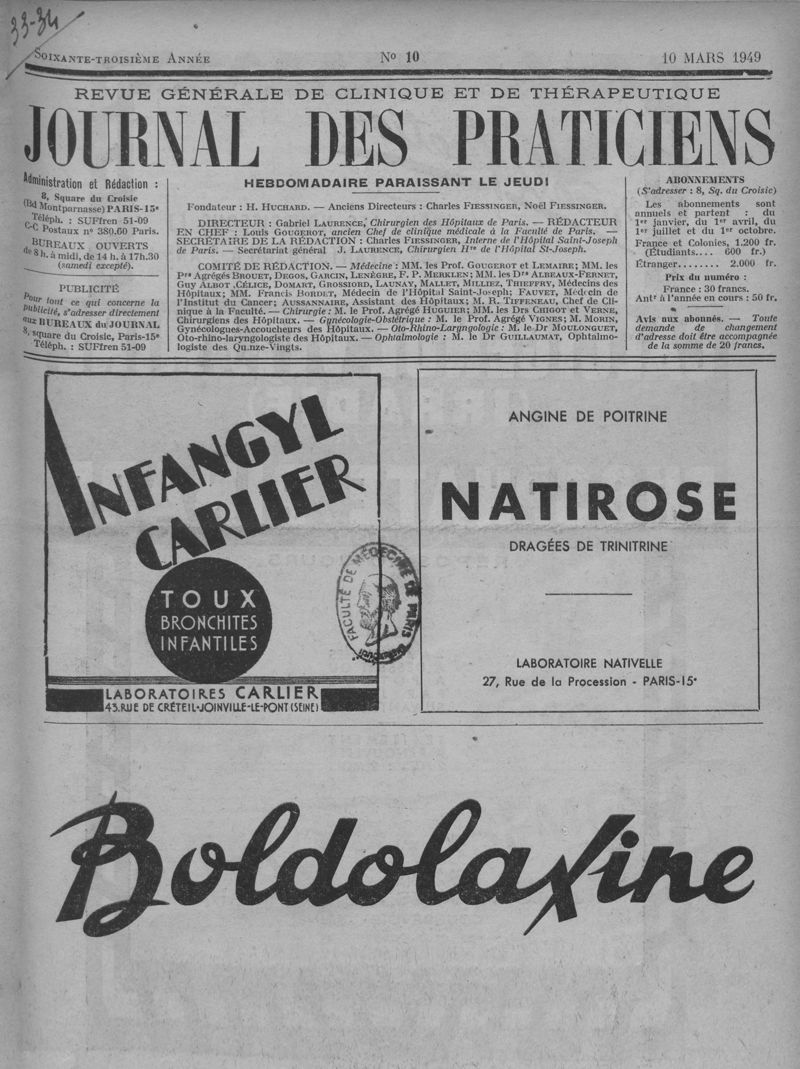 33-34
SOIXANTE-TROISIÈME ANNÉE
N° 10
10 MARS 1949
REVUE GÉNÉRALE DE CLINIQUE ET DE THÉRAPEUTIQUE
JOURNAL DES PRATICIENS
Administration et Rédaction :
8, Square du Croisic
(Bd Montparnasse) PARIS-15e
Téléph. : SUFfren 51-09
C-C Postaux n° 380.60 Paris.
BUREAUX OUVERTS
de 8 h. à midi, de 14 h. à 17h.30
(samedi excepté).
PUBLICITÉ
Pour tout ce qui concerne la
publicité, s'adresser directement
aux BUREAUX du JOURNAL
8, square du Croisic, Paris-15e
Téléph. : SUFfren 51-09
HEBDOMADAIRE PARAISSANT LE JEUDI
Fondateur : H. HUCHARD. — Anciens Directeurs : Charles FIESSINGER, Noël FIESSINGER.
DIRECTEUR : Gabriel LAURENCE, Chirurgien des Hôpitaux de Paris. — RÉDACTEUR
EN CHEF : Louis GOUGEROT, ancien Chef de clinique médicale à la Faculté de Paris. —
SECRÉTAIRE DE LA RÉDACTION : Charles FIESSINGER, Interne de l'Hôpital Saint-Joseph
de Paris. — Secrétariat général J. LAURENCE, Chirurgien Hre de l'Hôpital St-Joseph.
COMITÉ DE RÉDACTION. — Médecine : MM. les Prof. GOUGEROT et LEMAIRE; MM. les
Prs Agrégés BROUET, DEGOS, GARCIN, LENÈGRE, F. P. MERKLEN; MM. les Drs ALBEAUX-FERNET,
GUY ALBOT, CÉLICE, DOMART, GROSSIORD, LAUNAY, MALLET, MILLIEZ, THIEFFRY, Médecins des
Hôpitaux; MM. Francis BORDET, Médecin de l'Hôpital Saint-Joseph; FAUVET, Médecin de
l'Institut du Cancer; AUSSANNAIRE, Assistant des Hôpitaux; M. R. TIFFENEAU, Chef de Cli-
nique à la Faculté. — Chirurgie : M. le Prof. Agrégé HUGUIER; MM. les Drs CHIGOT et VERNE,
Chirurgiens des Hôpitaux. — Gynécologie-Obstétrique : M. le Prof. Agrégé VIGNES; M. MORIN,
Gynécologues-Accoucheurs des Hôpitaux. — Oto-Rhino-Laryngologie : M. le Dr MOULONGUET,
Oto-rhino-laryngologiste des Hôpitaux. — Ophtalmologie : M. le Dr GUILLAUMAT, Ophtalmo-
logiste des Quinze-Vingts.
ABONNEMENTS
(S'adresser : 8, Sq. du Croisic)
Les abonnements sont
annuels et partent : du
1er janvier, du 1er avril, du
1er juillet et du 1er octobre.
France et Colonies, 1.200 fr.
(Étudiants.... 600 fr.)
Étranger........ 2.000 fr.
Prix du numéro :
France : 30 francs.
Antr à l'année en cours : 50 fr.
Avis aux abonnés. — Toute
demande de changement
d'adresse doit être accompagnée
de la somme de 20 francs.
INFANGYL
CARLIER
TOUX
BRONCHITES
INFANTILES
LABORATOIRES CARLIER
43, RUE DE CRÉTEIL-JOINVILLE-LE-PONT (SEINE)
FACULTÉ DE MÉDECINE DE PARIS
ANGINE DE POITRINE
NATIROSE
DRAGÉES DE TRINITRINE
LABORATOIRE NATIVELLE
27, Rue de la Procession - PARIS-15e
Boldolaxine